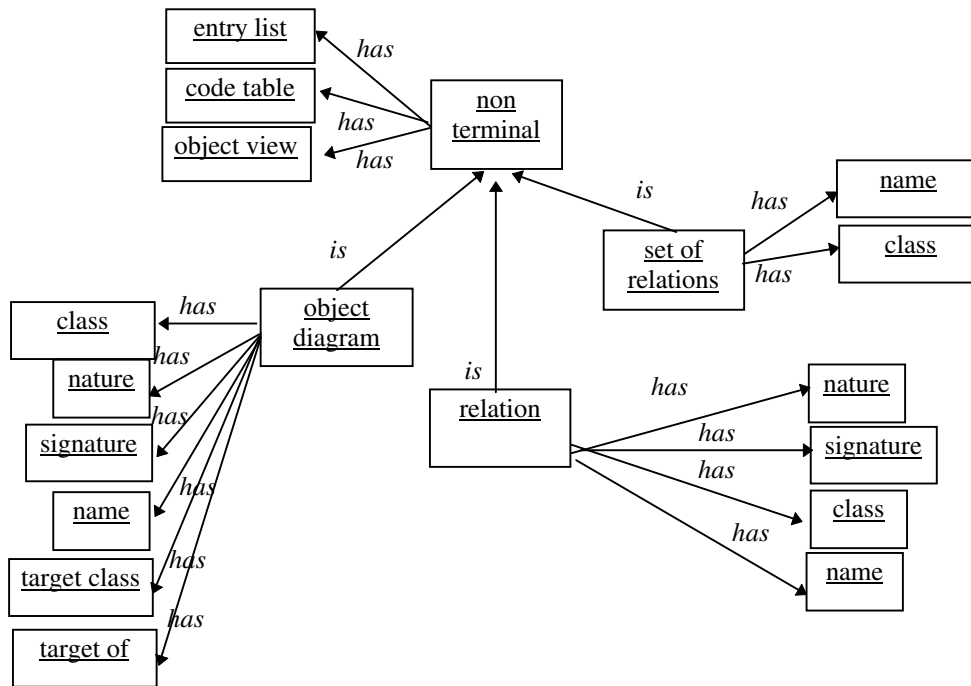 entry list
has
code table
has
object view
has
non
terminal
is
name
has
set of
relations
class
has
is
object
diagram
class
has
nature
has
signature
has
name
has
target class
has
target of
has
is
relation
has
nature
has
signature
has
class
has
name